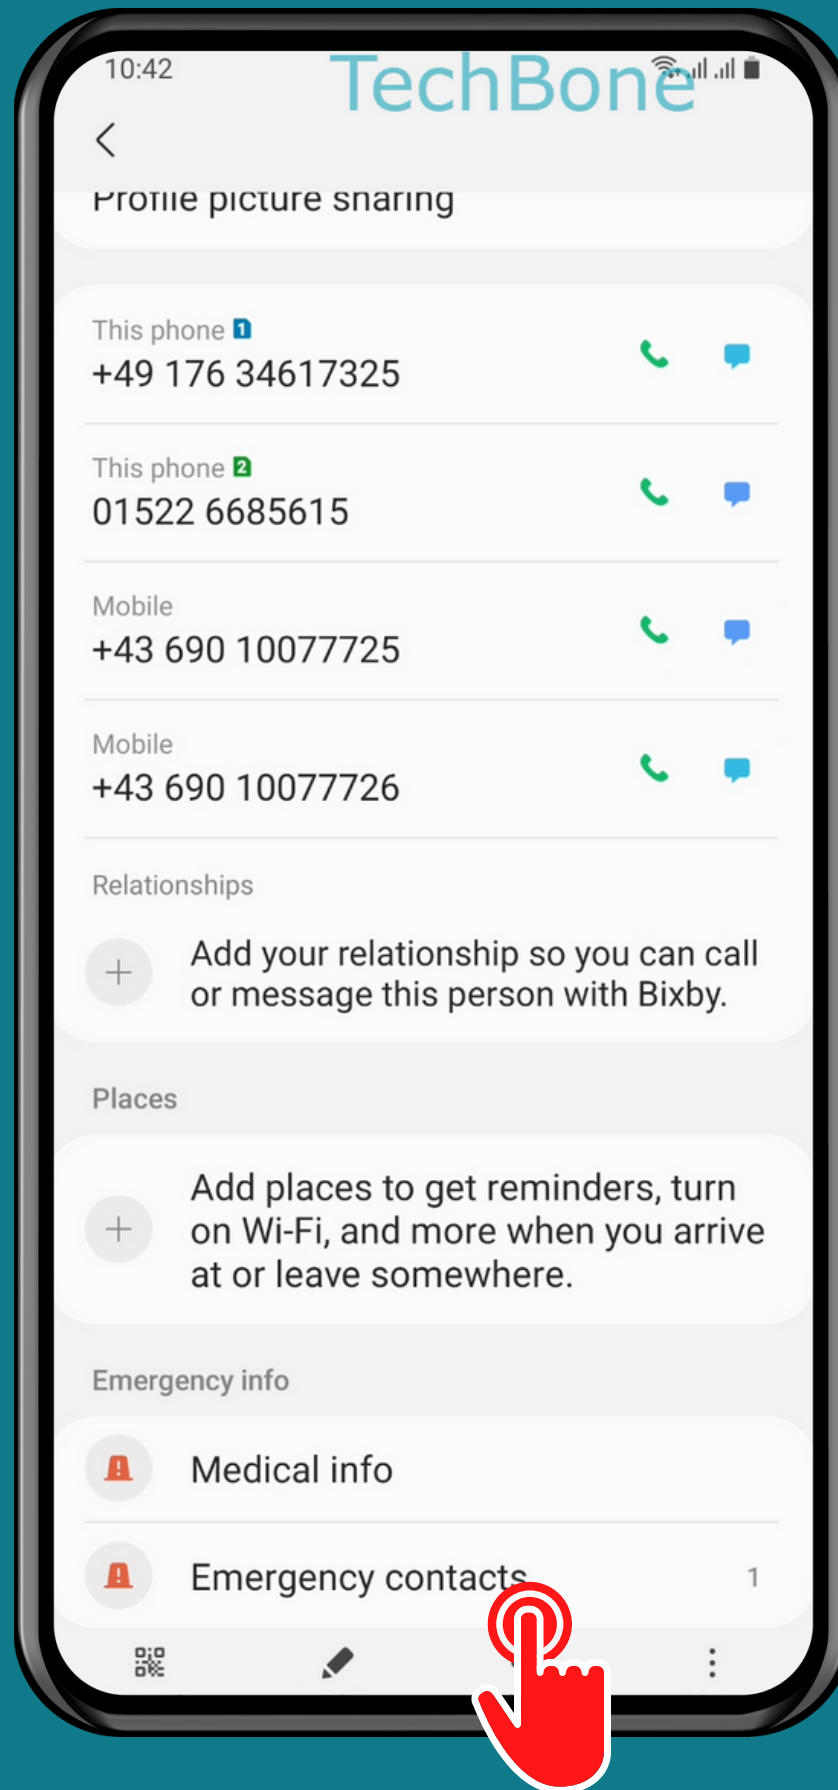 10:42
TechBone
Profile picture sharing
This phone 1
+49 176 34617325
This phone 2
01522 6685615
Mobile
+43 690 10077725
Mobile
+43 690 10077726
Relationships
Add your relationship so you can call
or message this person with Bixby.
Places
Add places to get reminders, turn
on Wi-Fi, and more when you arrive
at or leave somewhere.
Emergency info
Medical info
Emergency contacts 1